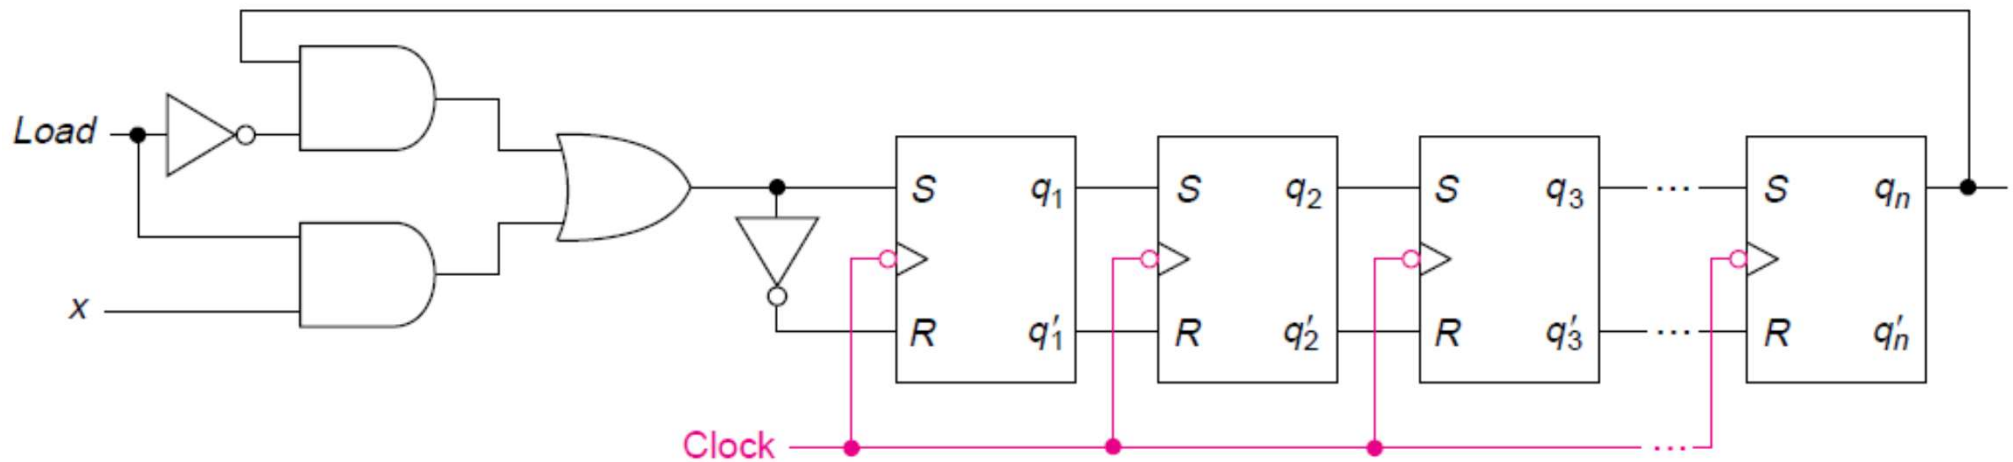 Load
x
S q₁ S q₂ S q₃ ... S qₙ
R q′₁ R q′₂ R q′₃ ... R q′ₙ
Clock ...